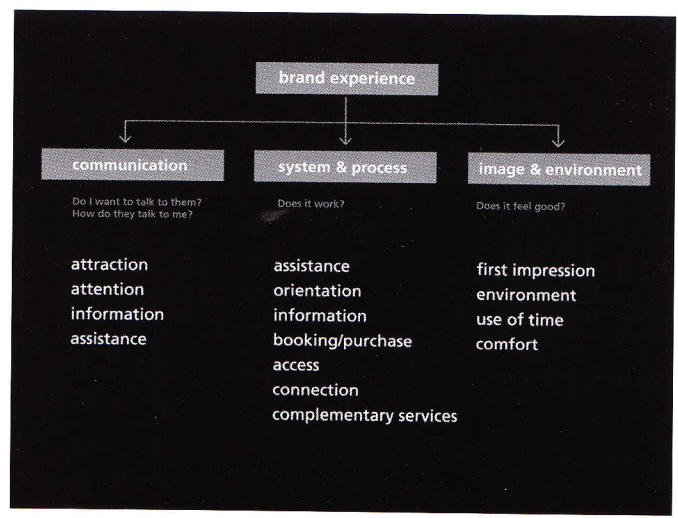 brand experience
communication
Do I want to talk to them?
How do they talk to me?
attraction
attention
information
assistance
system & process
Does it work?
assistance
orientation
information
booking/purchase
access
connection
complementary services
image & environment
Does it feel good?
first impression
environment
use of time
comfort